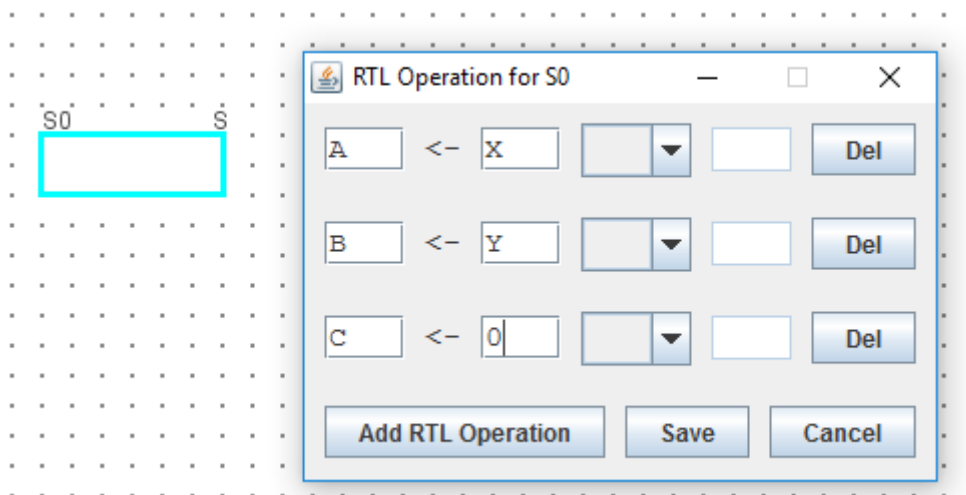 RTL Operation for S0
S0 S
A <- X Del
B <- Y Del
C <- 0 Del
Add RTL Operation Save Cancel